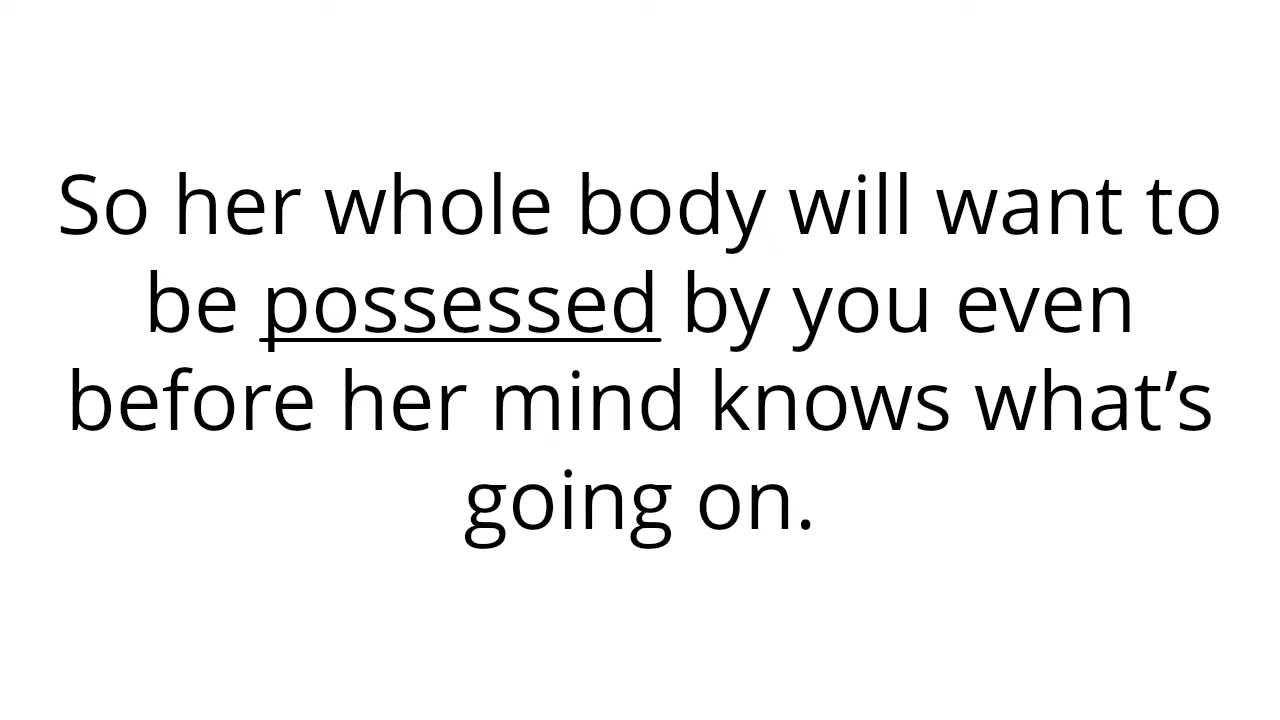 So her whole body will want to
be possessed by you even
before her mind knows what’s
going on.